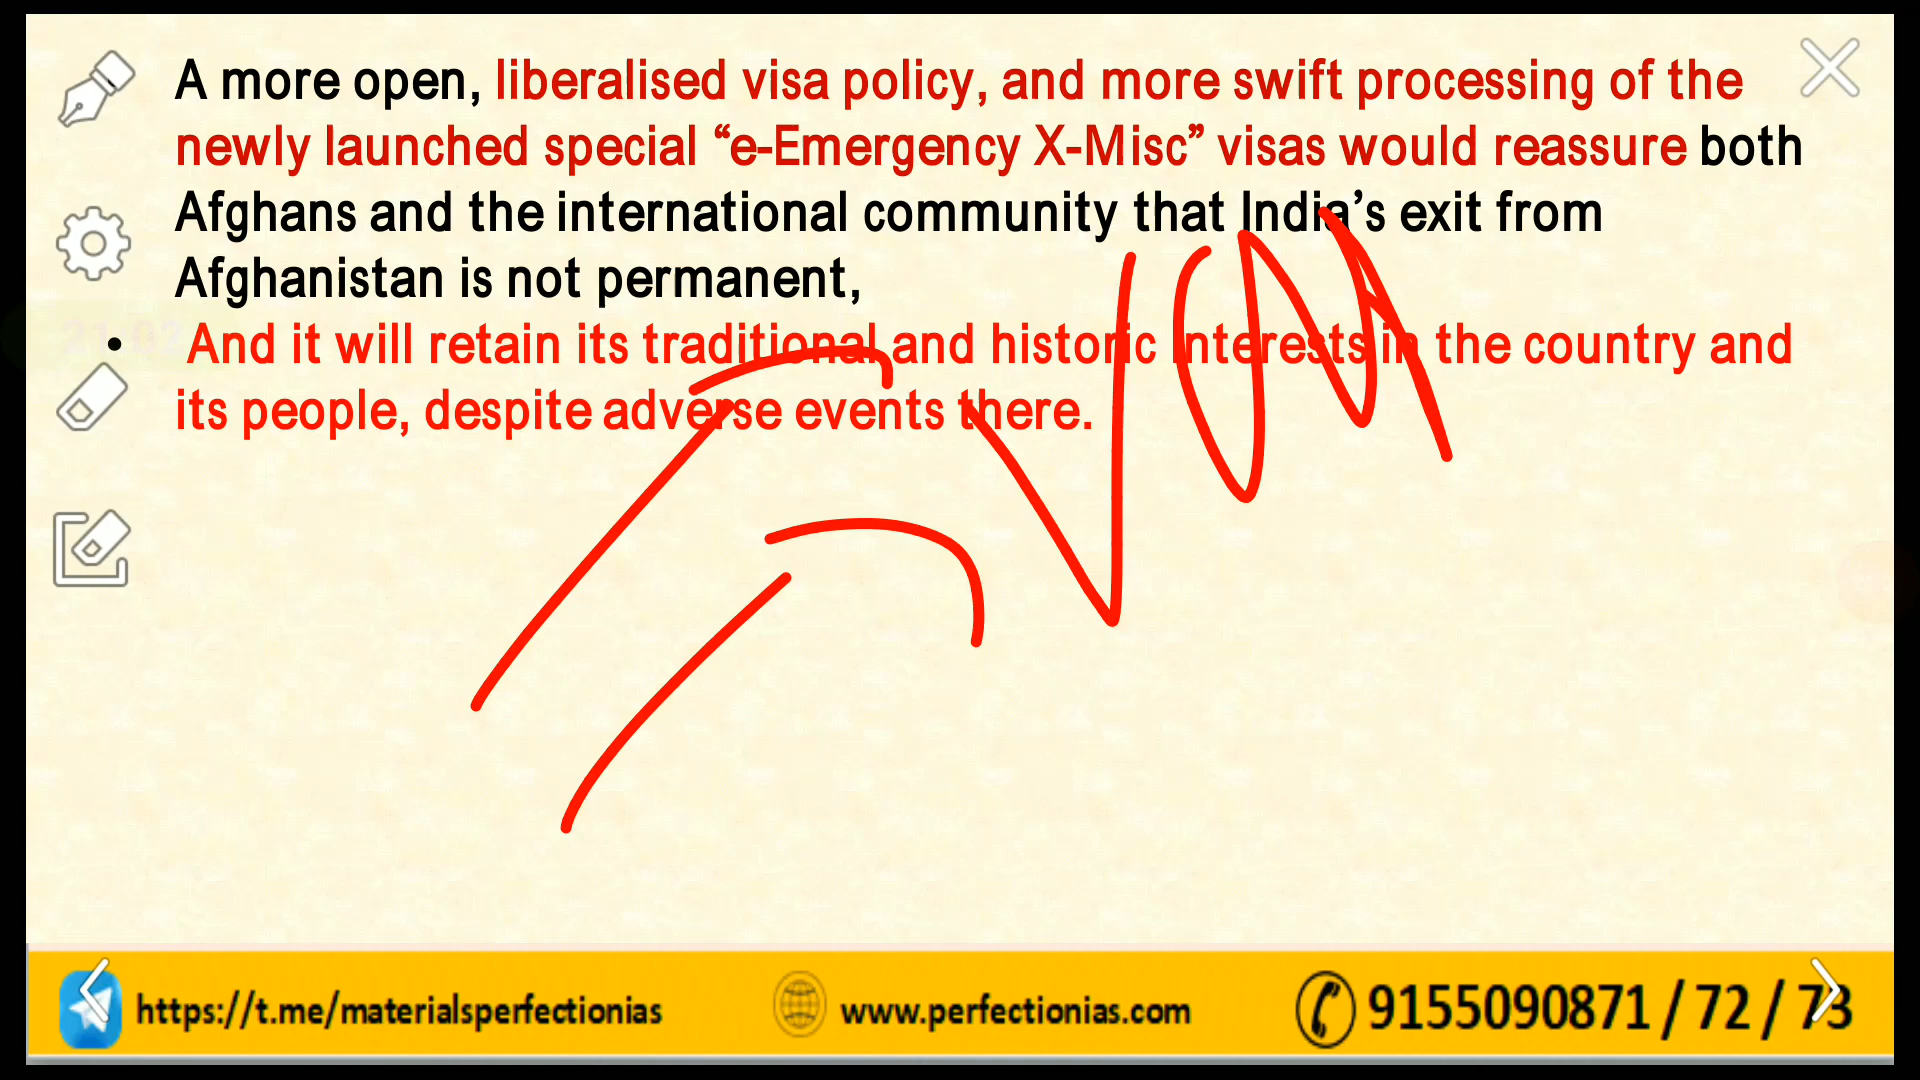 A more open, liberalised visa policy, and more swift processing of the
newly launched special “e-Emergency X-Misc” visas would reassure both
Afghans and the international community that India’s exit from
Afghanistan is not permanent,
• And it will retain its traditional and historic interests in the country and
its people, despite adverse events there.
https://t.me/materialsperfectionias
www.perfectionias.com
9155090871 / 72 / 73